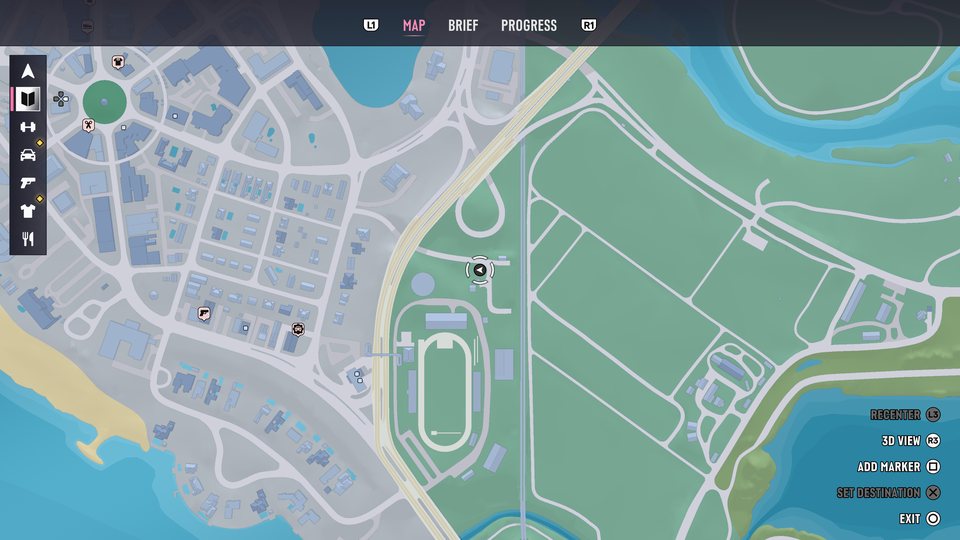 L1 MAP BRIEF PROGRESS R1
RECENTER L3
3D VIEW R3
ADD MARKER
SET DESTINATION
EXIT